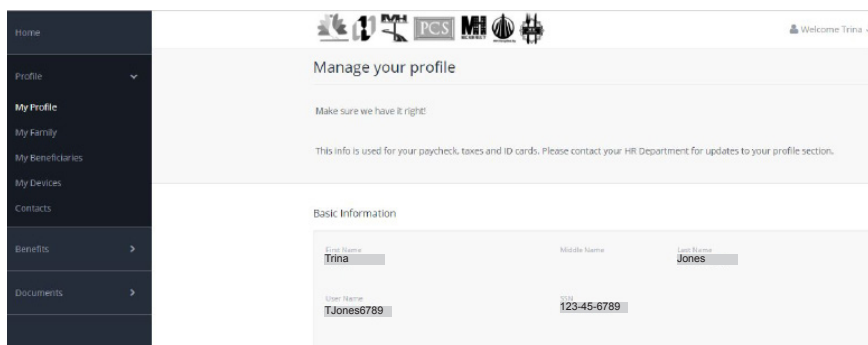 Home
MH
PCS
MH
Welcome Trina
Profile
Manage your profile
My Profile
Make sure we have it right!
My Family
My Beneficiaries
This info is used for your paycheck, taxes and ID cards. Please contact your HR Department for updates to your profile section.
My Devices
Contacts
Basic Information
Benefits
First Name
Middle Name
Last Name
Trina
Jones
Documents
User Name
SSN
TJones6789
123-45-6789